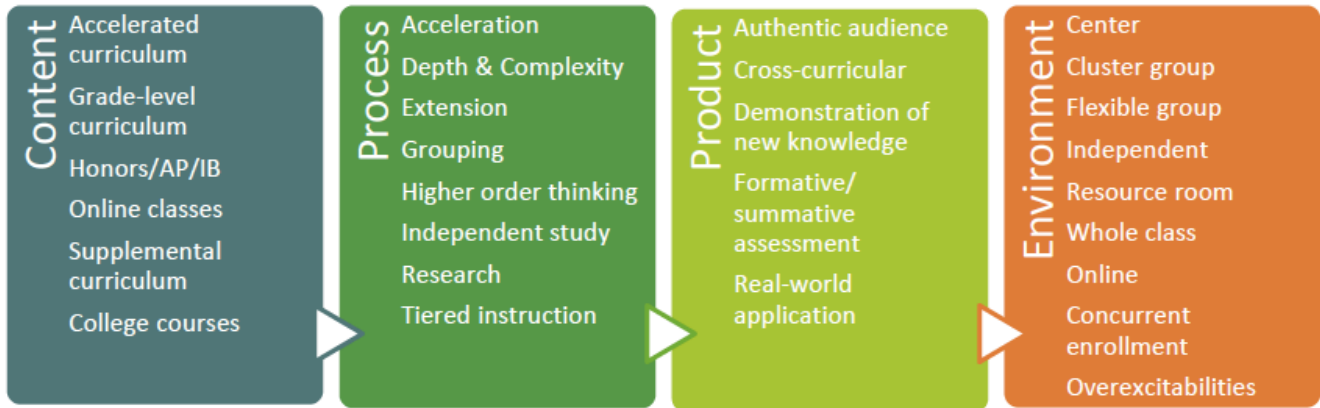 Content
Accelerated
curriculum
Grade-level
curriculum
Honors/AP/IB
Online classes
Supplemental
curriculum
College courses
Process
Acceleration
Depth & Complexity
Extension
Grouping
Higher order thinking
Independent study
Research
Tiered instruction
Product
Authentic audience
Cross-curricular
Demonstration of
new knowledge
Formative/
summative
assessment
Real-world
application
Environment
Center
Cluster group
Flexible group
Independent
Resource room
Whole class
Online
Concurrent
enrollment
Overexcitabilities